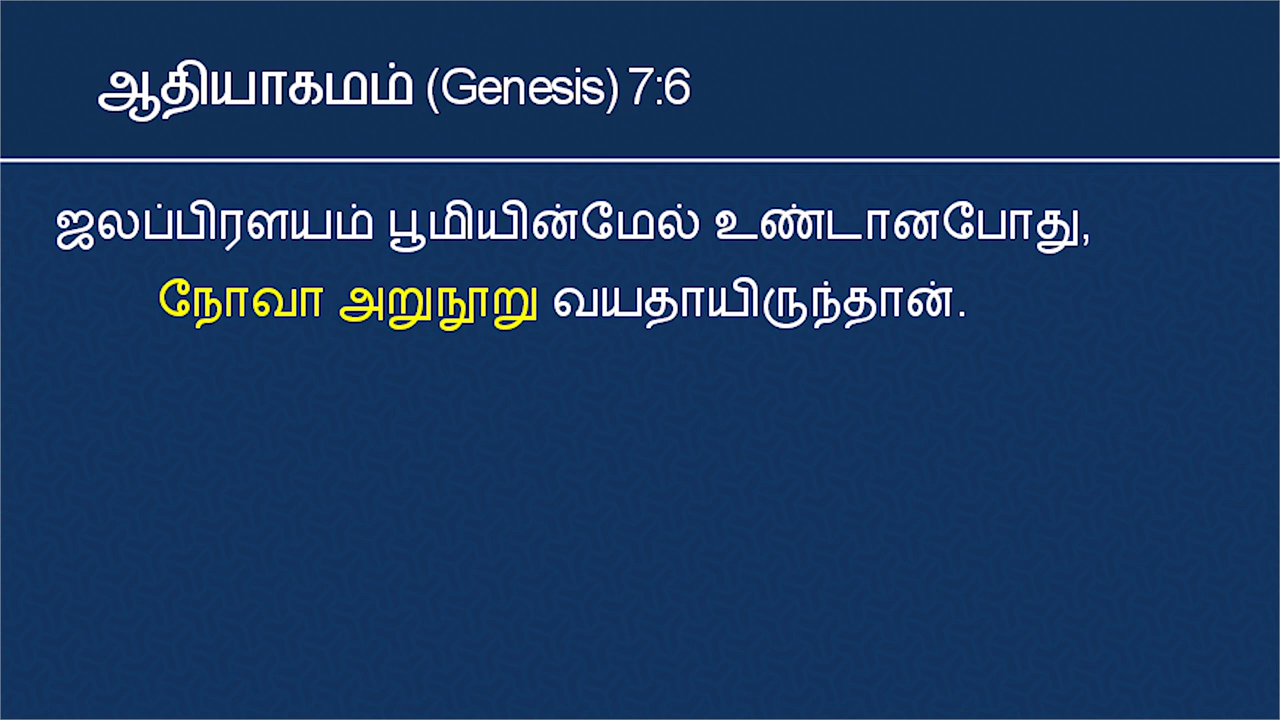 ஆதியாகமம் (Genesis) 7:6
ஜலப்பிரளயம் பூமியின்மேல் உண்டானபோது,
நோவா அறுநூறு வயதாயிருந்தான்.